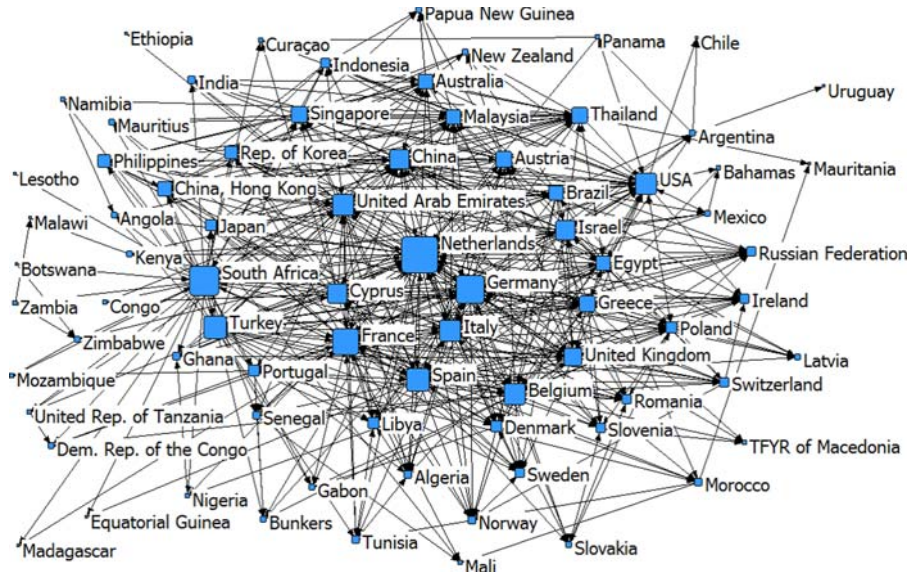 Papua New Guinea
Ethiopia
Curaçao
Panama
Chile
New Zealand
Indonesia
India
Australia
Uruguay
Namibia
Singapore
Malaysia
Thailand
Mauritius
Argentina
Philippines
Rep. of Korea
China
Austria
Mauritania
Lesotho
China, Hong Kong
Brazil
USA
Bahamas
Malawi
Angola
Japan
United Arab Emirates
Israel
Mexico
Kenya
Netherlands
Russian Federation
Botswana
South Africa
Egypt
Zambia
Congo
Cyprus
Germany
Greece
Ireland
Zimbabwe
Turkey
France
Italy
Poland
Ghana
United Kingdom
Latvia
Mozambique
Portugal
Spain
Belgium
Switzerland
United Rep. of Tanzania
Senegal
Libya
Denmark
Romania
Slovenia
Dem. Rep. of the Congo
TFYR of Macedonia
Algeria
Sweden
Morocco
Nigeria
Gabon
Equatorial Guinea
Bunkers
Norway
Madagascar
Tunisia
Slovakia
Mali